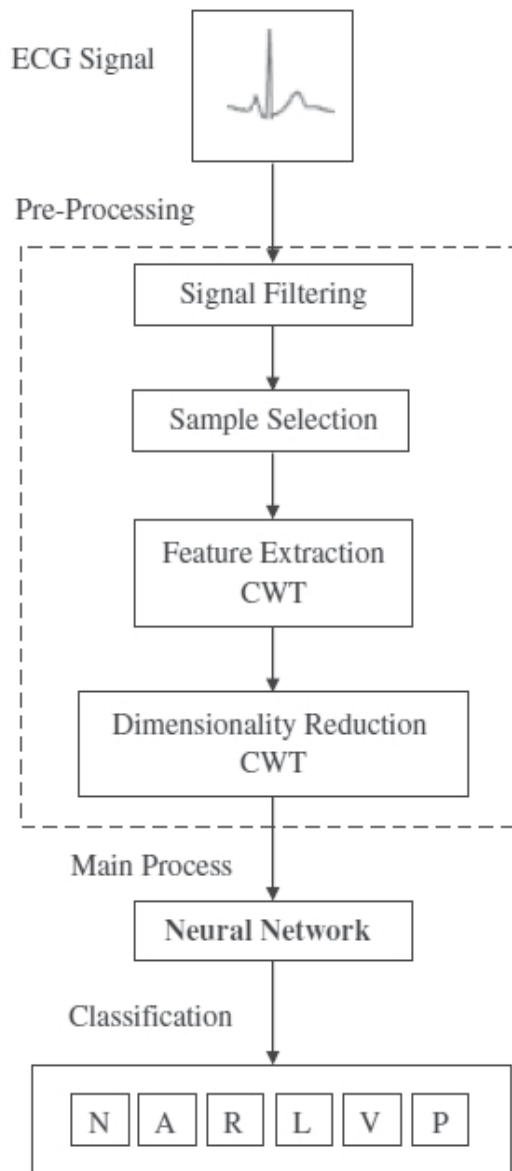 ECG Signal
Pre-Processing
Signal Filtering
Sample Selection
Feature Extraction
CWT
Dimensionality Reduction
CWT
Main Process
Neural Network
Classification
N A R L V P